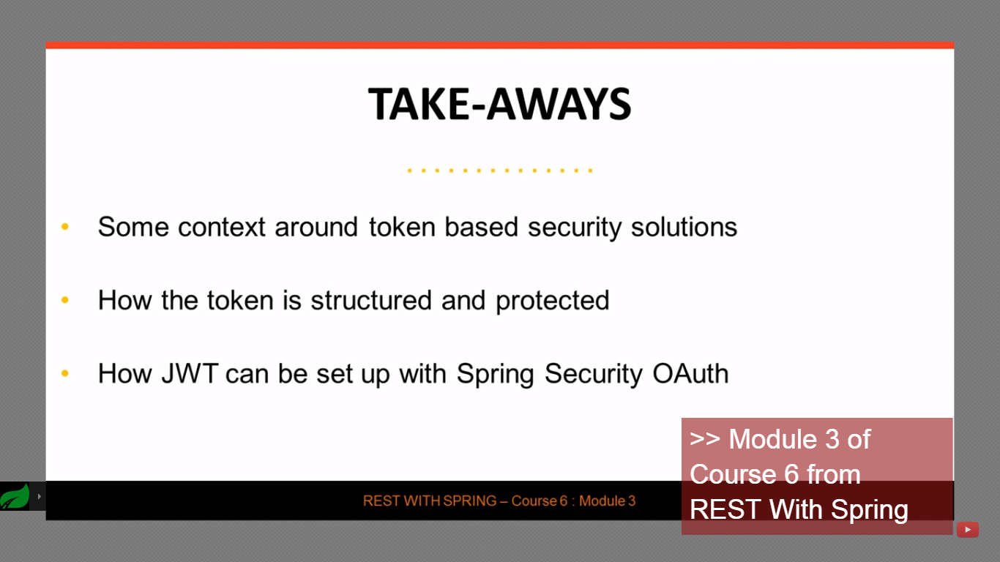 TAKE-AWAYS
• Some context around token based security solutions
• How the token is structured and protected
• How JWT can be set up with Spring Security OAuth
>> Module 3 of
Course 6 from
REST With Spring
REST WITH SPRING – Course 6 : Module 3